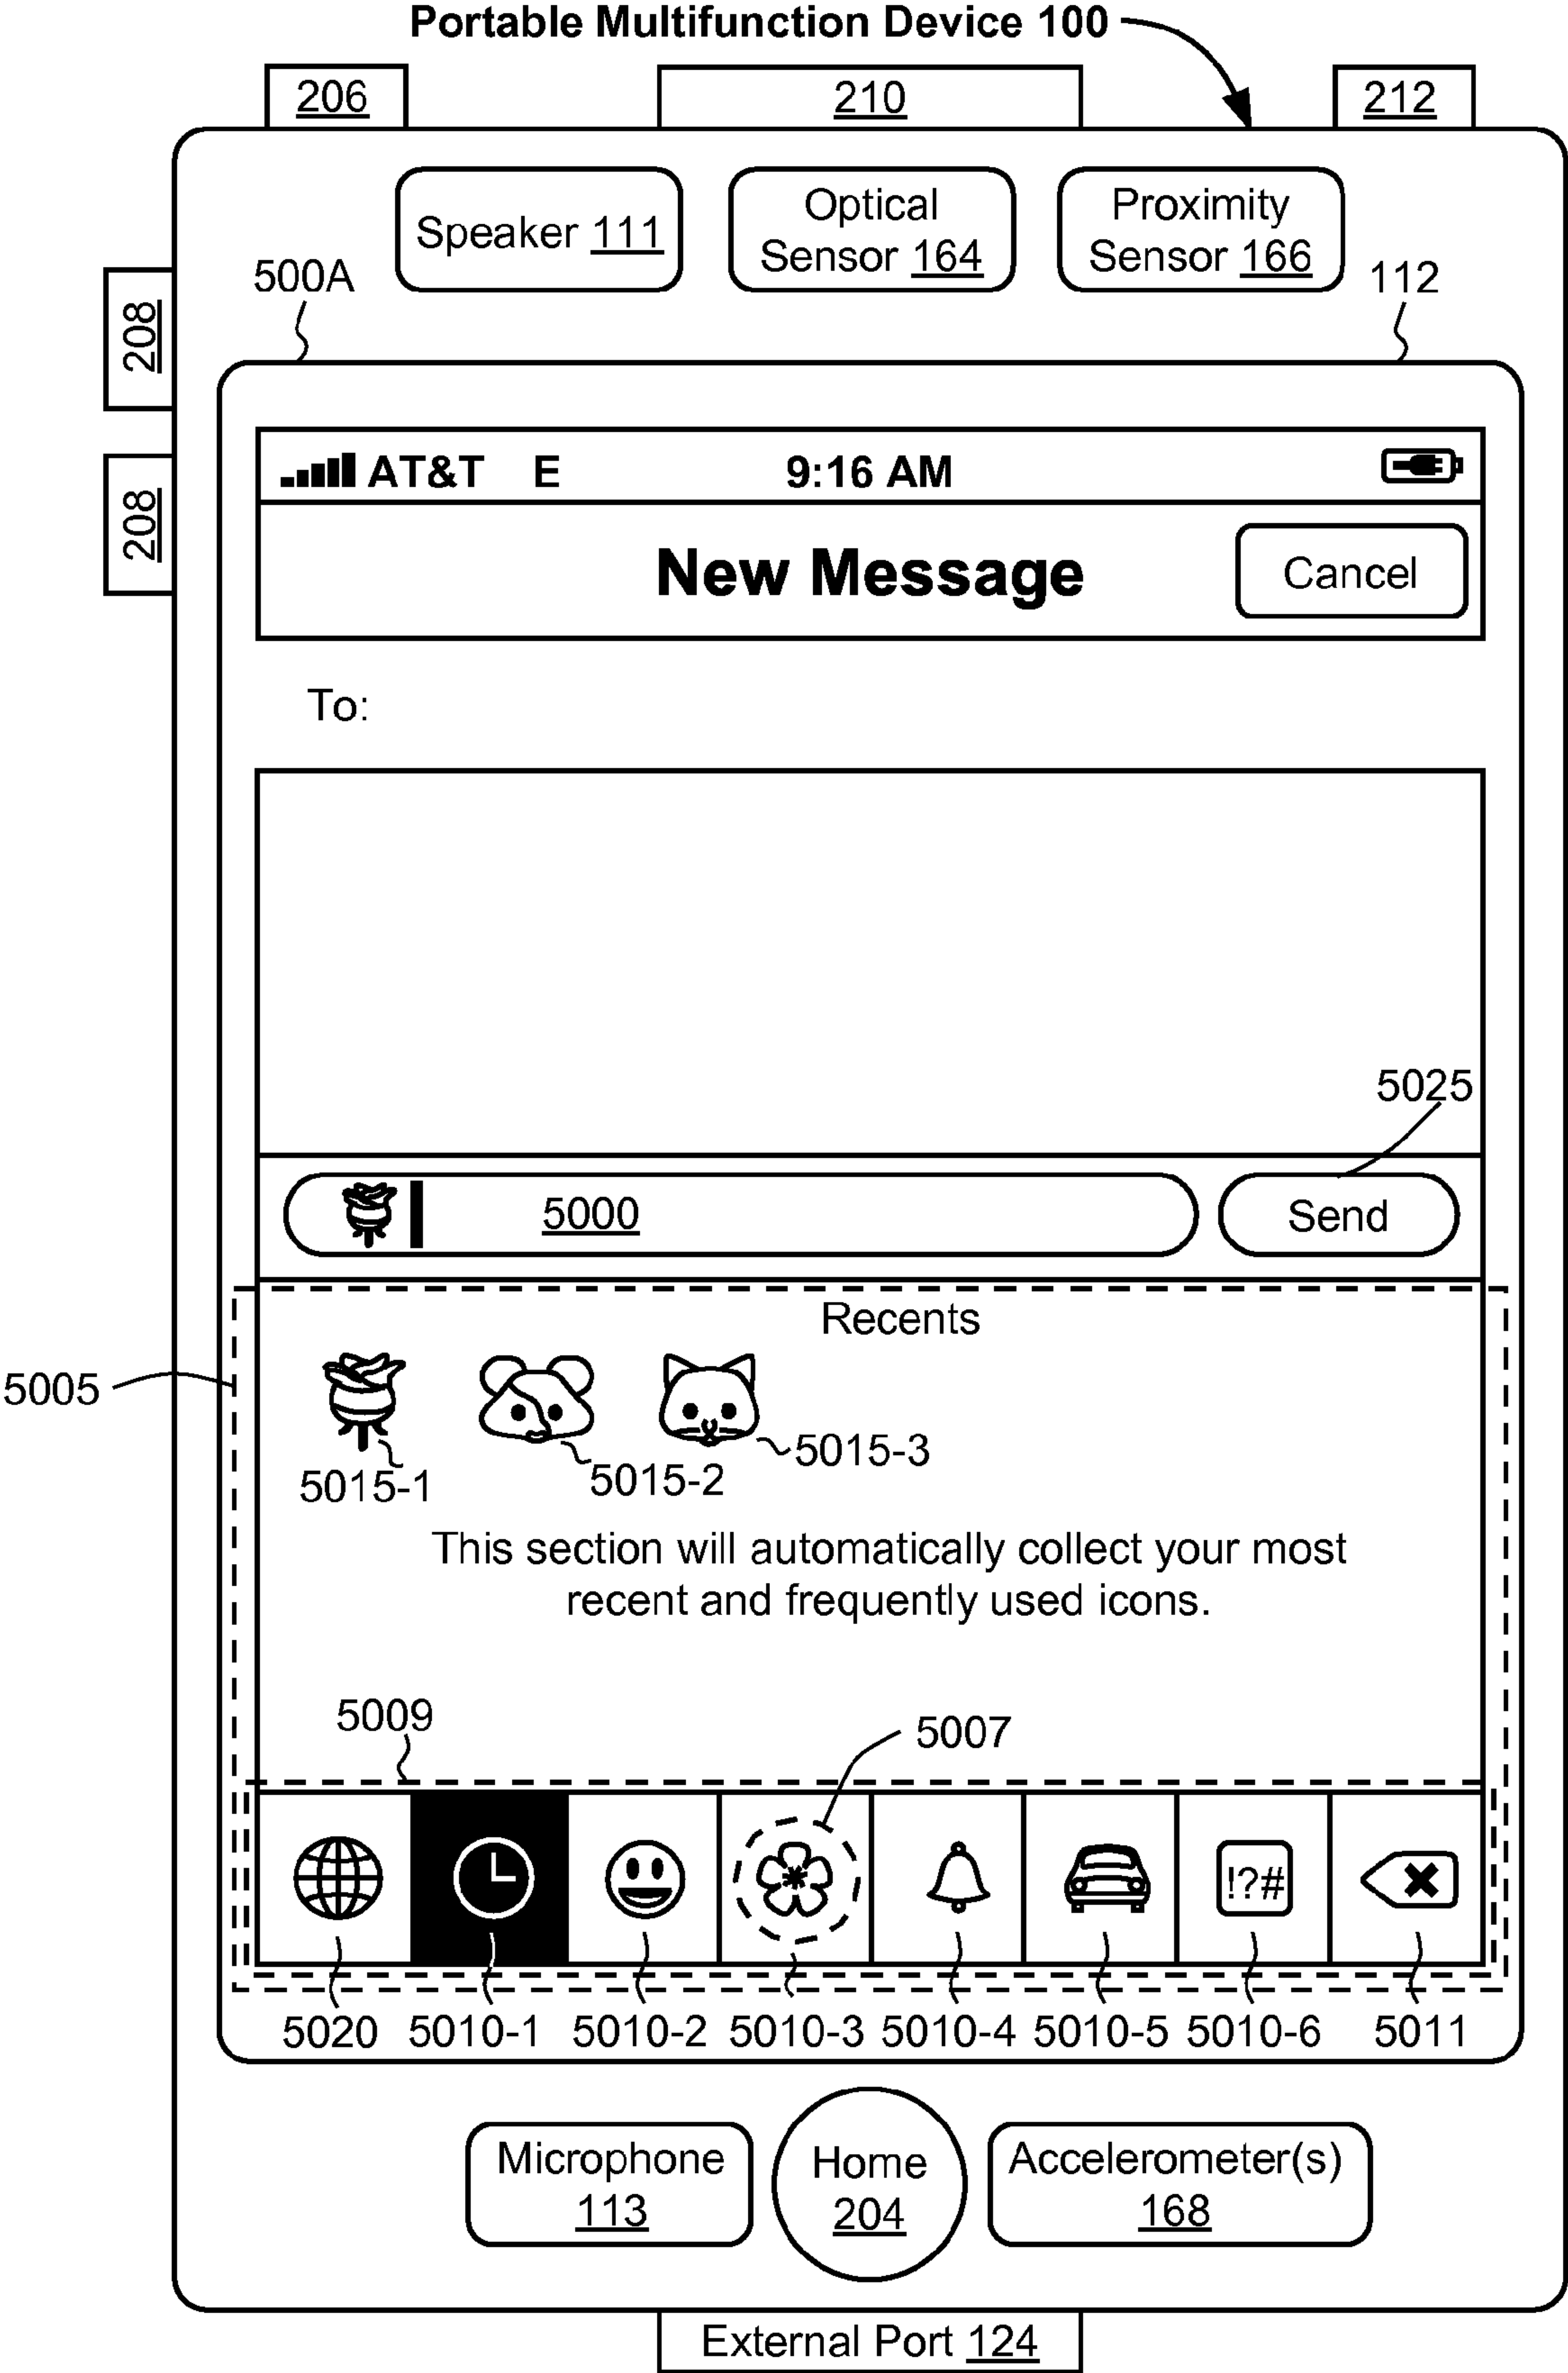 Portable Multifunction Device 100
206
210
212
Speaker 111
Optical
Sensor 164
Proximity
Sensor 166
500A
112
208
208
AT&T E 9:16 AM
New Message
Cancel
To:
5025
5000
Send
Recents
5005
5015-1
5015-2
5015-3
This section will automatically collect your most
recent and frequently used icons.
5009
5007
!?#
5020 5010-1 5010-2 5010-3 5010-4 5010-5 5010-6 5011
Microphone
113
Home
204
Accelerometer(s)
168
External Port 124